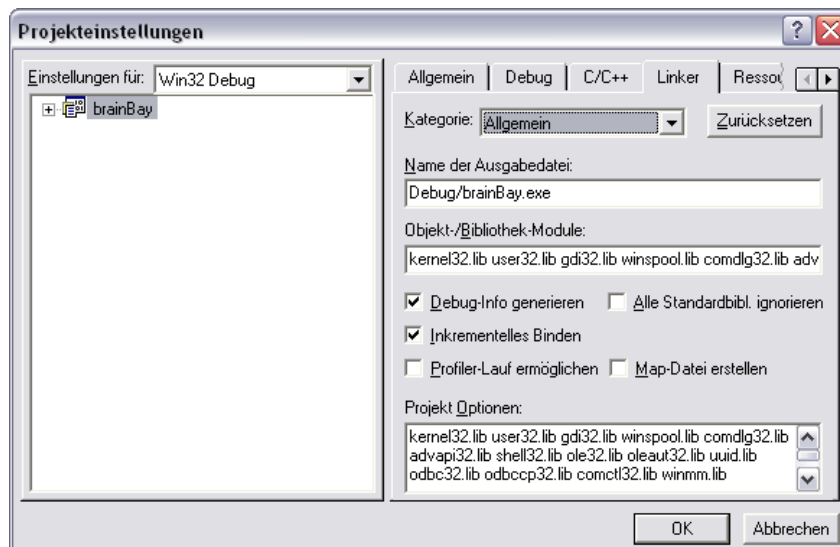 Projekteinstellungen
Einstellungen für: Win32 Debug
brainBay
Allgemein Debug C/C++ Linker Ressou
Kategorie: Allgemein Zurücksetzen
Name der Ausgabedatei:
Debug/brainBay.exe
Objekt-/Bibliothek-Module:
kernel32.lib user32.lib gdi32.lib winspool.lib comdlg32.lib adv
Debug-Info generieren Alle Standardbibl. ignorieren
Inkrementelles Binden
Profiler-Lauf ermöglichen Map-Datei erstellen
Projekt Optionen:
kernel32.lib user32.lib gdi32.lib winspool.lib comdlg32.lib
advapi32.lib shell32.lib ole32.lib oleaut32.lib uuid.lib
odbc32.lib odbccp32.lib comctl32.lib winmm.lib
OK Abbrechen